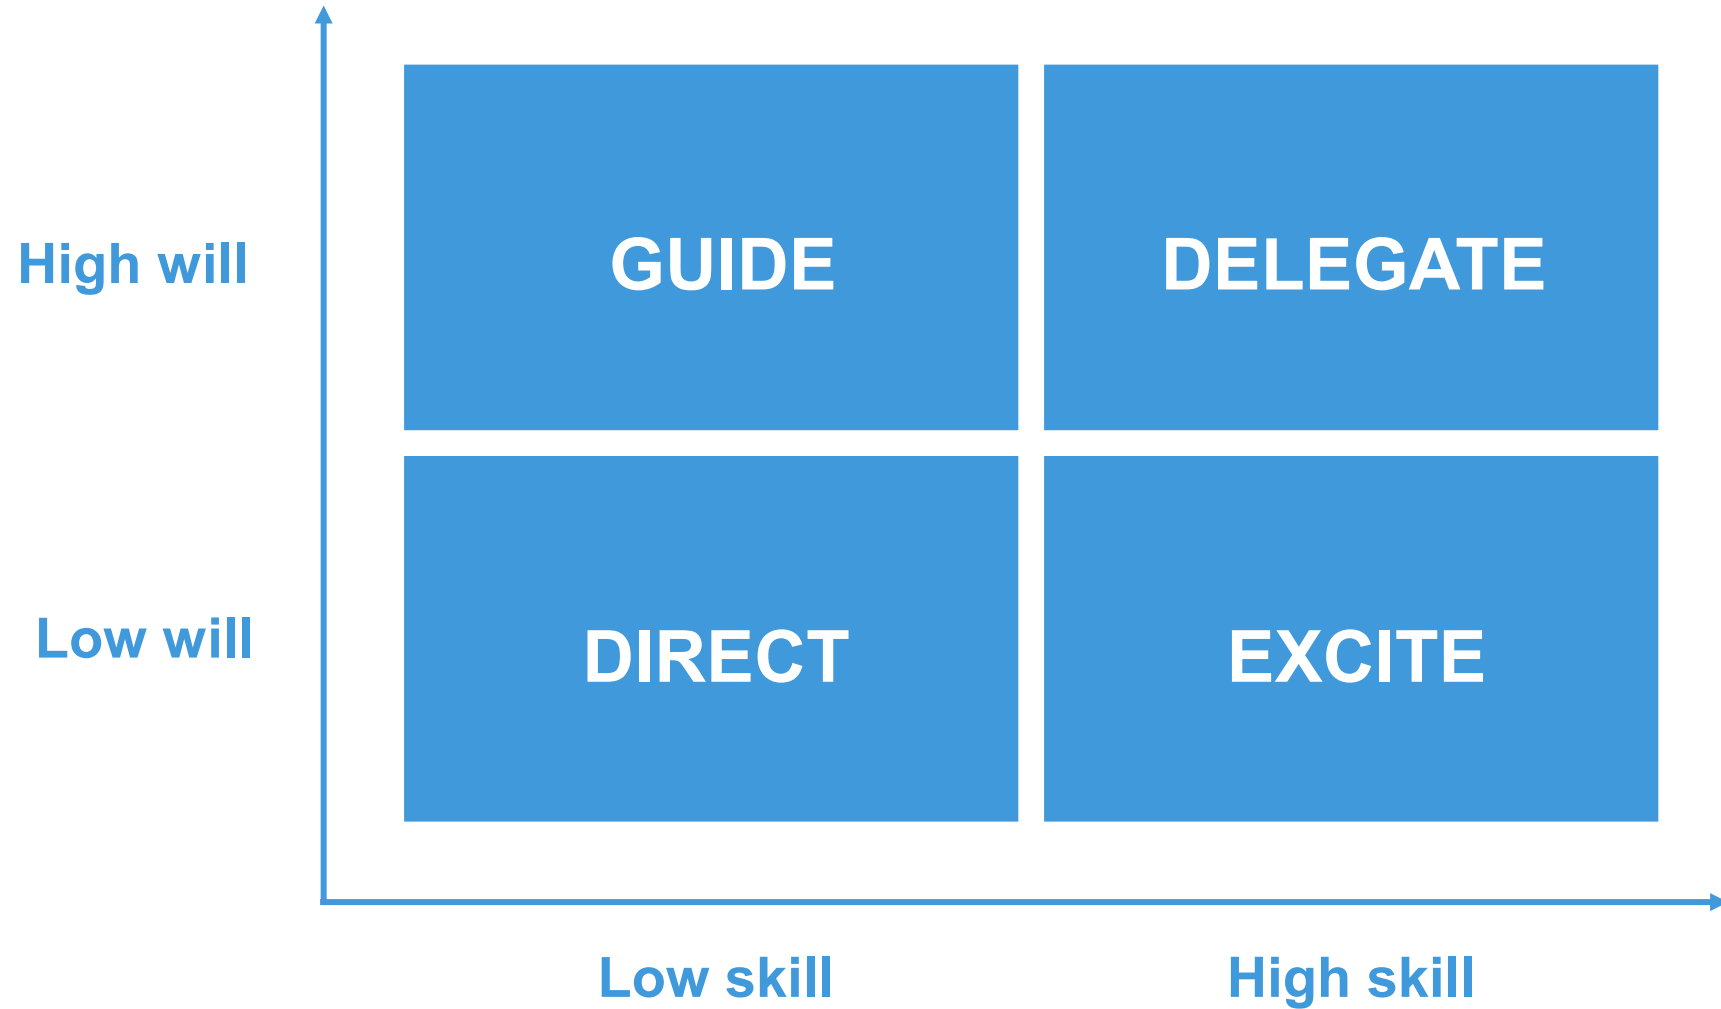 High will
GUIDE
DELEGATE
Low will
DIRECT
EXCITE
Low skill
High skill